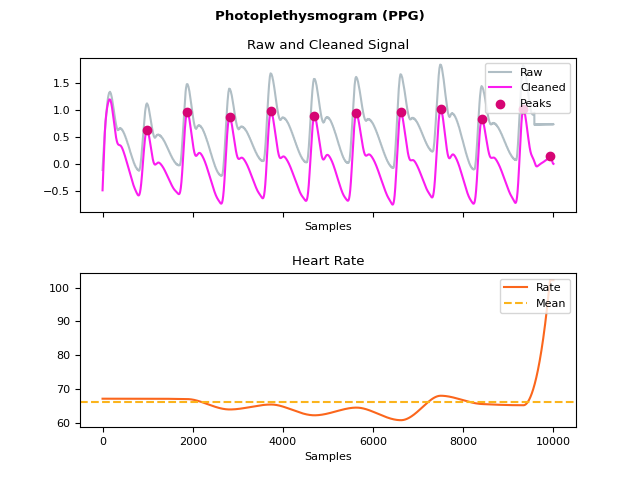 Photoplethysmogram (PPG)
Raw and Cleaned Signal
Raw
Cleaned
Peaks
1.5
1.0
0.5
0.0
−0.5
Samples
Heart Rate
Rate
Mean
100
90
80
70
60
0 2000 4000 6000 8000 10000
Samples